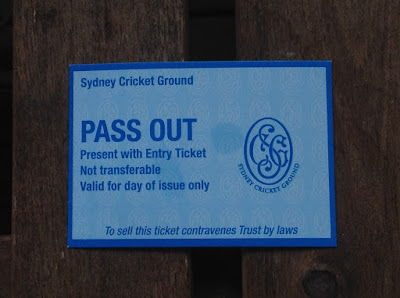 Sydney Cricket Ground
PASS OUT
Present with Entry Ticket
Not transferable
Valid for day of issue only
SCG
SYDNEY CRICKET GROUND
To sell this ticket contravenes Trust by laws